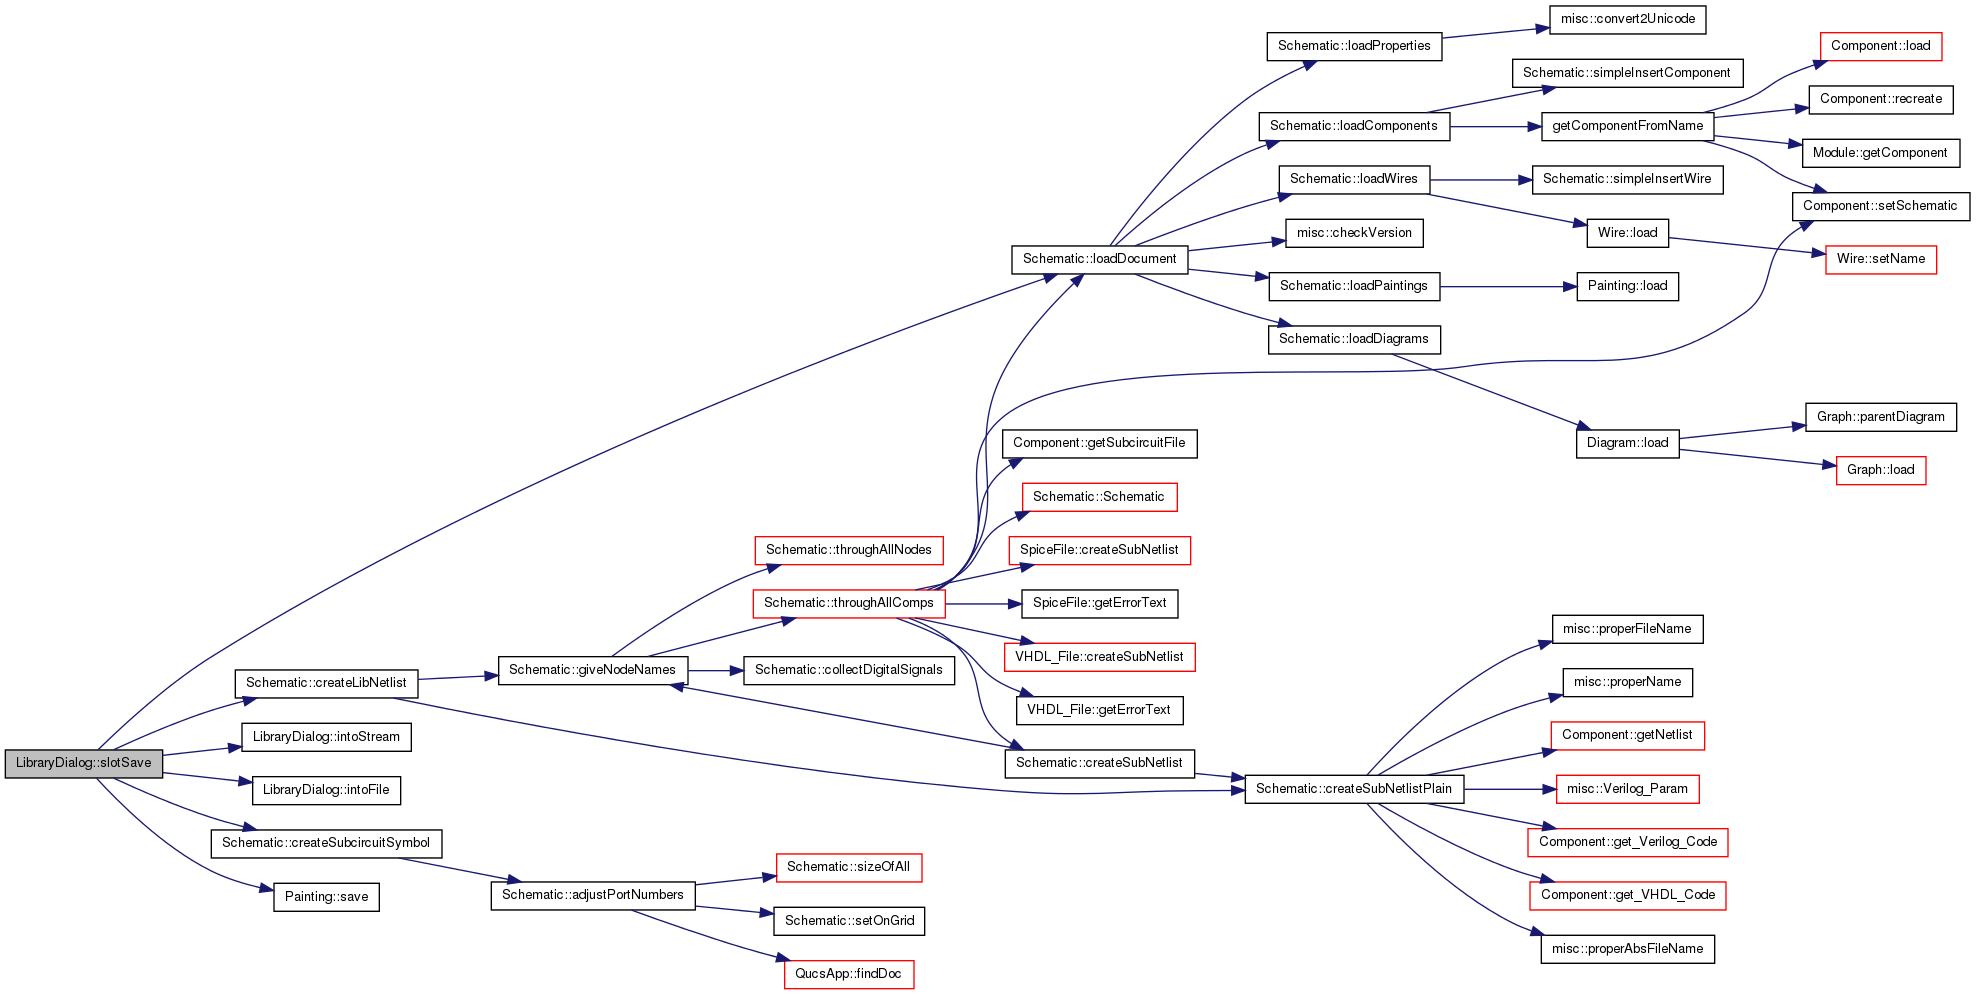 misc::convert2Unicode
Schematic::loadProperties
Component::load
Schematic::simpleInsertComponent
Component::recreate
Schematic::loadComponents
getComponentFromName
Module::getComponent
Schematic::loadWires
Schematic::simpleInsertWire
Component::setSchematic
misc::checkVersion
Wire::load
Schematic::loadDocument
Wire::setName
Schematic::loadPaintings
Painting::load
Schematic::loadDiagrams
Graph::parentDiagram
Component::getSubcircuitFile
Diagram::load
Graph::load
Schematic::Schematic
Schematic::throughAllNodes
SpiceFile::createSubNetlist
Schematic::throughAllComps
SpiceFile::getErrorText
misc::properFileName
VHDL_File::createSubNetlist
Schematic::giveNodeNames
Schematic::collectDigitalSignals
Schematic::createLibNetlist
misc::properName
VHDL_File::getErrorText
LibraryDialog::intoStream
Component::getNetlist
LibraryDialog::slotSave
Schematic::createSubNetlist
LibraryDialog::intoFile
Schematic::createSubNetlistPlain
misc::Verilog_Param
Schematic::createSubcircuitSymbol
Component::get_Verilog_Code
Schematic::sizeOfAll
Painting::save
Schematic::adjustPortNumbers
Component::get_VHDL_Code
Schematic::setOnGrid
misc::properAbsFileName
QucsApp::findDoc